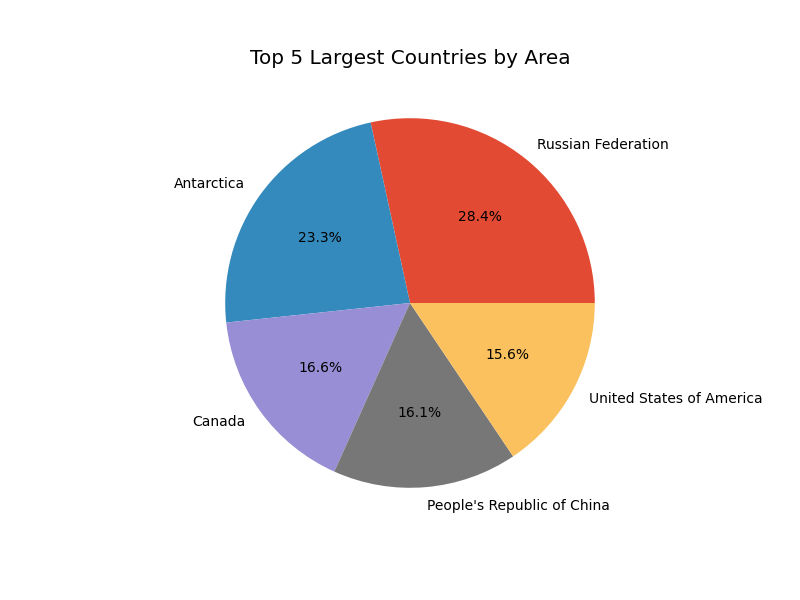 Top 5 Largest Countries by Area
Russian Federation
28.4%
Antarctica
23.3%
Canada
16.6%
People's Republic of China
16.1%
United States of America
15.6%